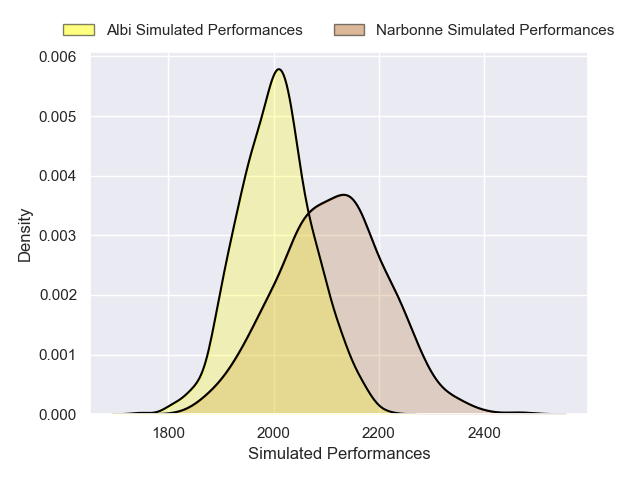 Albi Simulated Performances
Narbonne Simulated Performances
0.006
0.005
0.004
0.003
0.002
0.001
0.000
Density
1800
2000
2200
2400
Simulated Performances